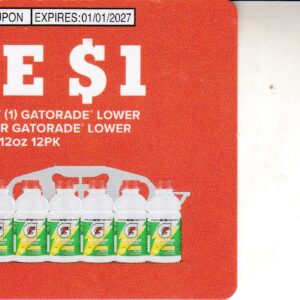 UPON EXPIRES:01/01/2027
E $1
(1) GATORADE® LOWER
R GATORADE® LOWER
12oz 12PK